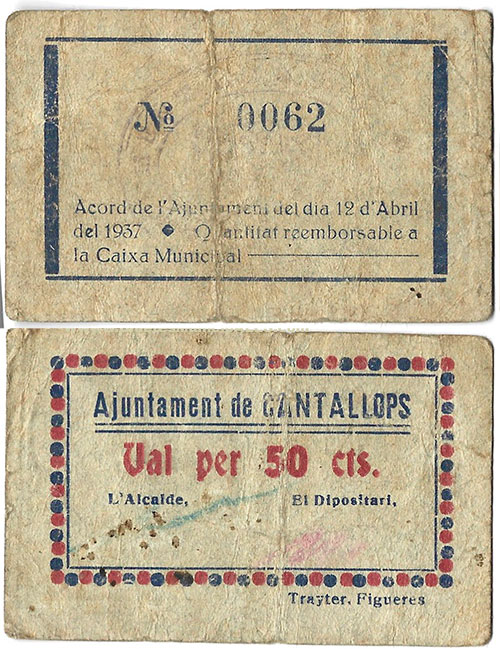 Nº 0062
Acord de l'Ajuntament del dia 12 d'Abril
del 1937 ◆ Quantitat reemborsable a
la Caixa Municipal
Ajuntament de CANTALLOPS
Val per 50 cts.
L'Alcalde, El Dipositari,
Trayter. Figueres